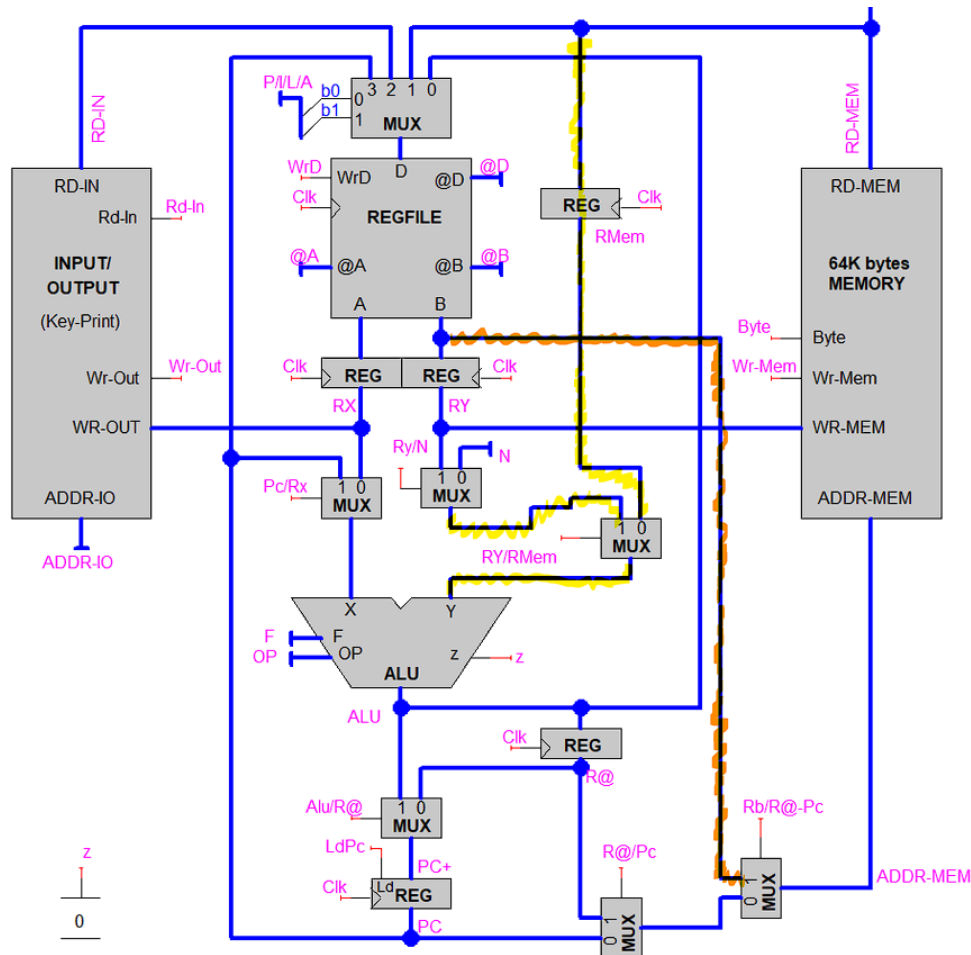 P/I/L/A
b0
b1
0
1
3 2 1 0
MUX
RD-IN
RD-MEM
WrD
WrD
D
@D
@D
Clk
REGFILE
@A
@A
@B
@B
A
B
RD-IN
Rd-In
Rd-In
INPUT/
OUTPUT
(Key-Print)
Wr-Out
Wr-Out
WR-OUT
ADDR-IO
ADDR-IO
REG
Clk
RMem
RD-MEM
64K bytes
MEMORY
Byte
Byte
Wr-Mem
Wr-Mem
WR-MEM
ADDR-MEM
Clk
REG
REG
Clk
RX
RY
Ry/N
N
1 0
MUX
Pc/Rx
1 0
MUX
RY/RMem
1 0
MUX
X
Y
F
F
OP
OP
z
z
ALU
ALU
Clk
REG
R@
Alu/R@
1 0
MUX
LdPc
PC+
Clk
Ld
REG
PC
R@/Pc
0 1
MUX
Rb/R@-Pc
0 1
MUX
ADDR-MEM
z
0